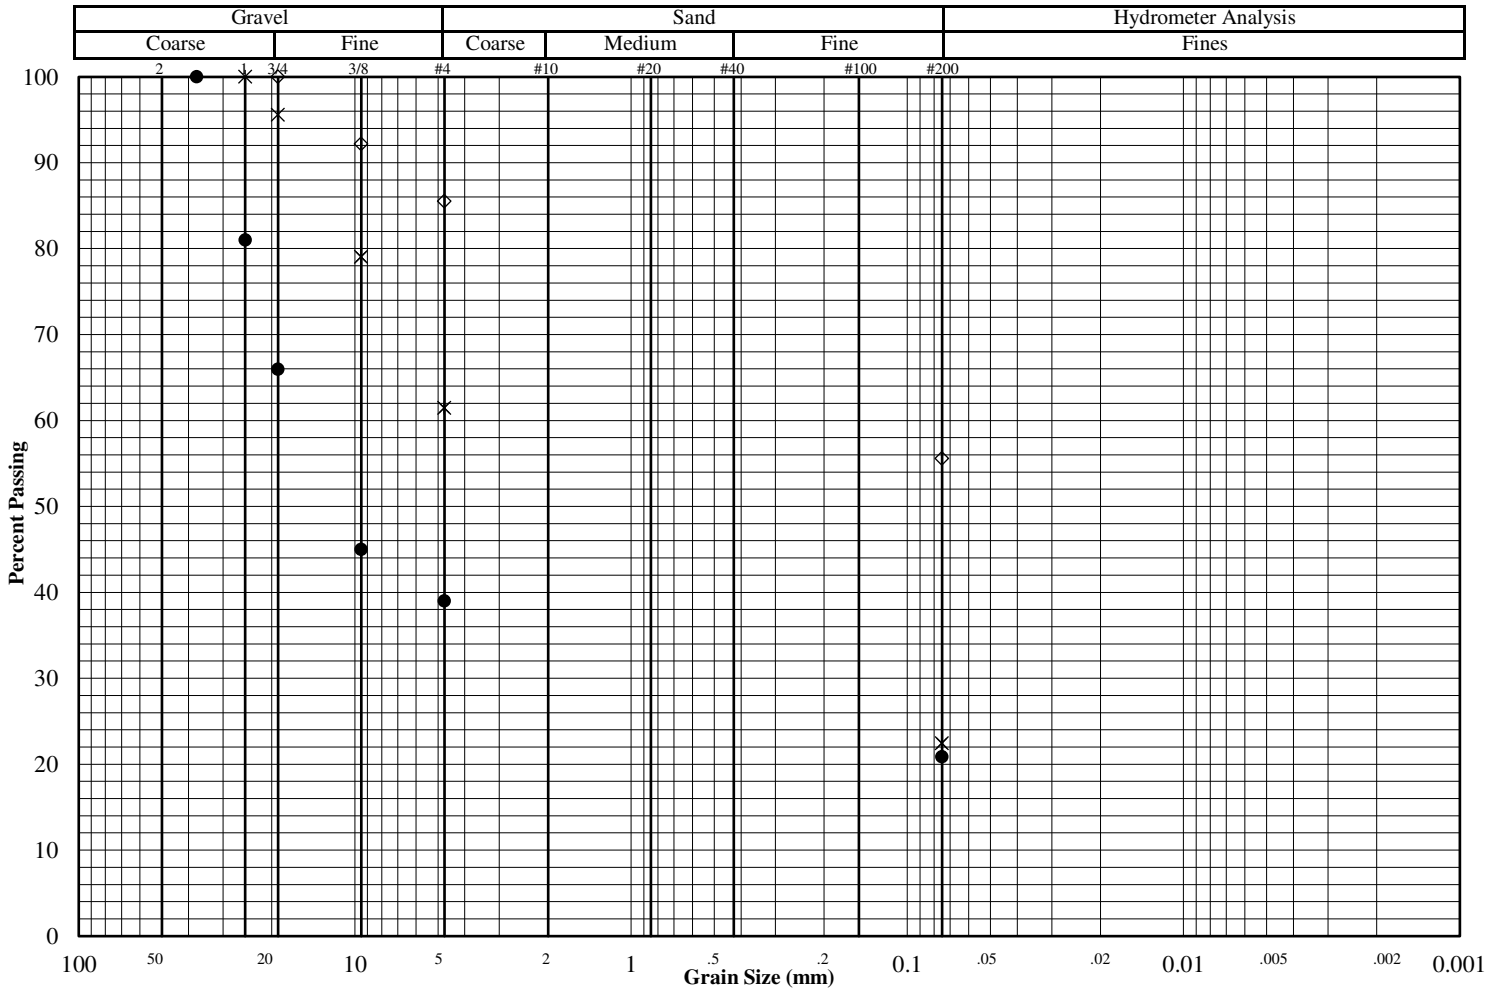 Gravel Sand Hydrometer Analysis
Coarse Fine Coarse Medium Fine Fines
2 1 3/4 3/8 #4 #10 #20 #40 #100 #200
100
90
80
70
60
50
40
30
20
10
0
Percent Passing
100 50 20 10 5 2 1 .5 .2 0.1 .05 .02 0.01 .005 .002 0.001
Grain Size (mm)